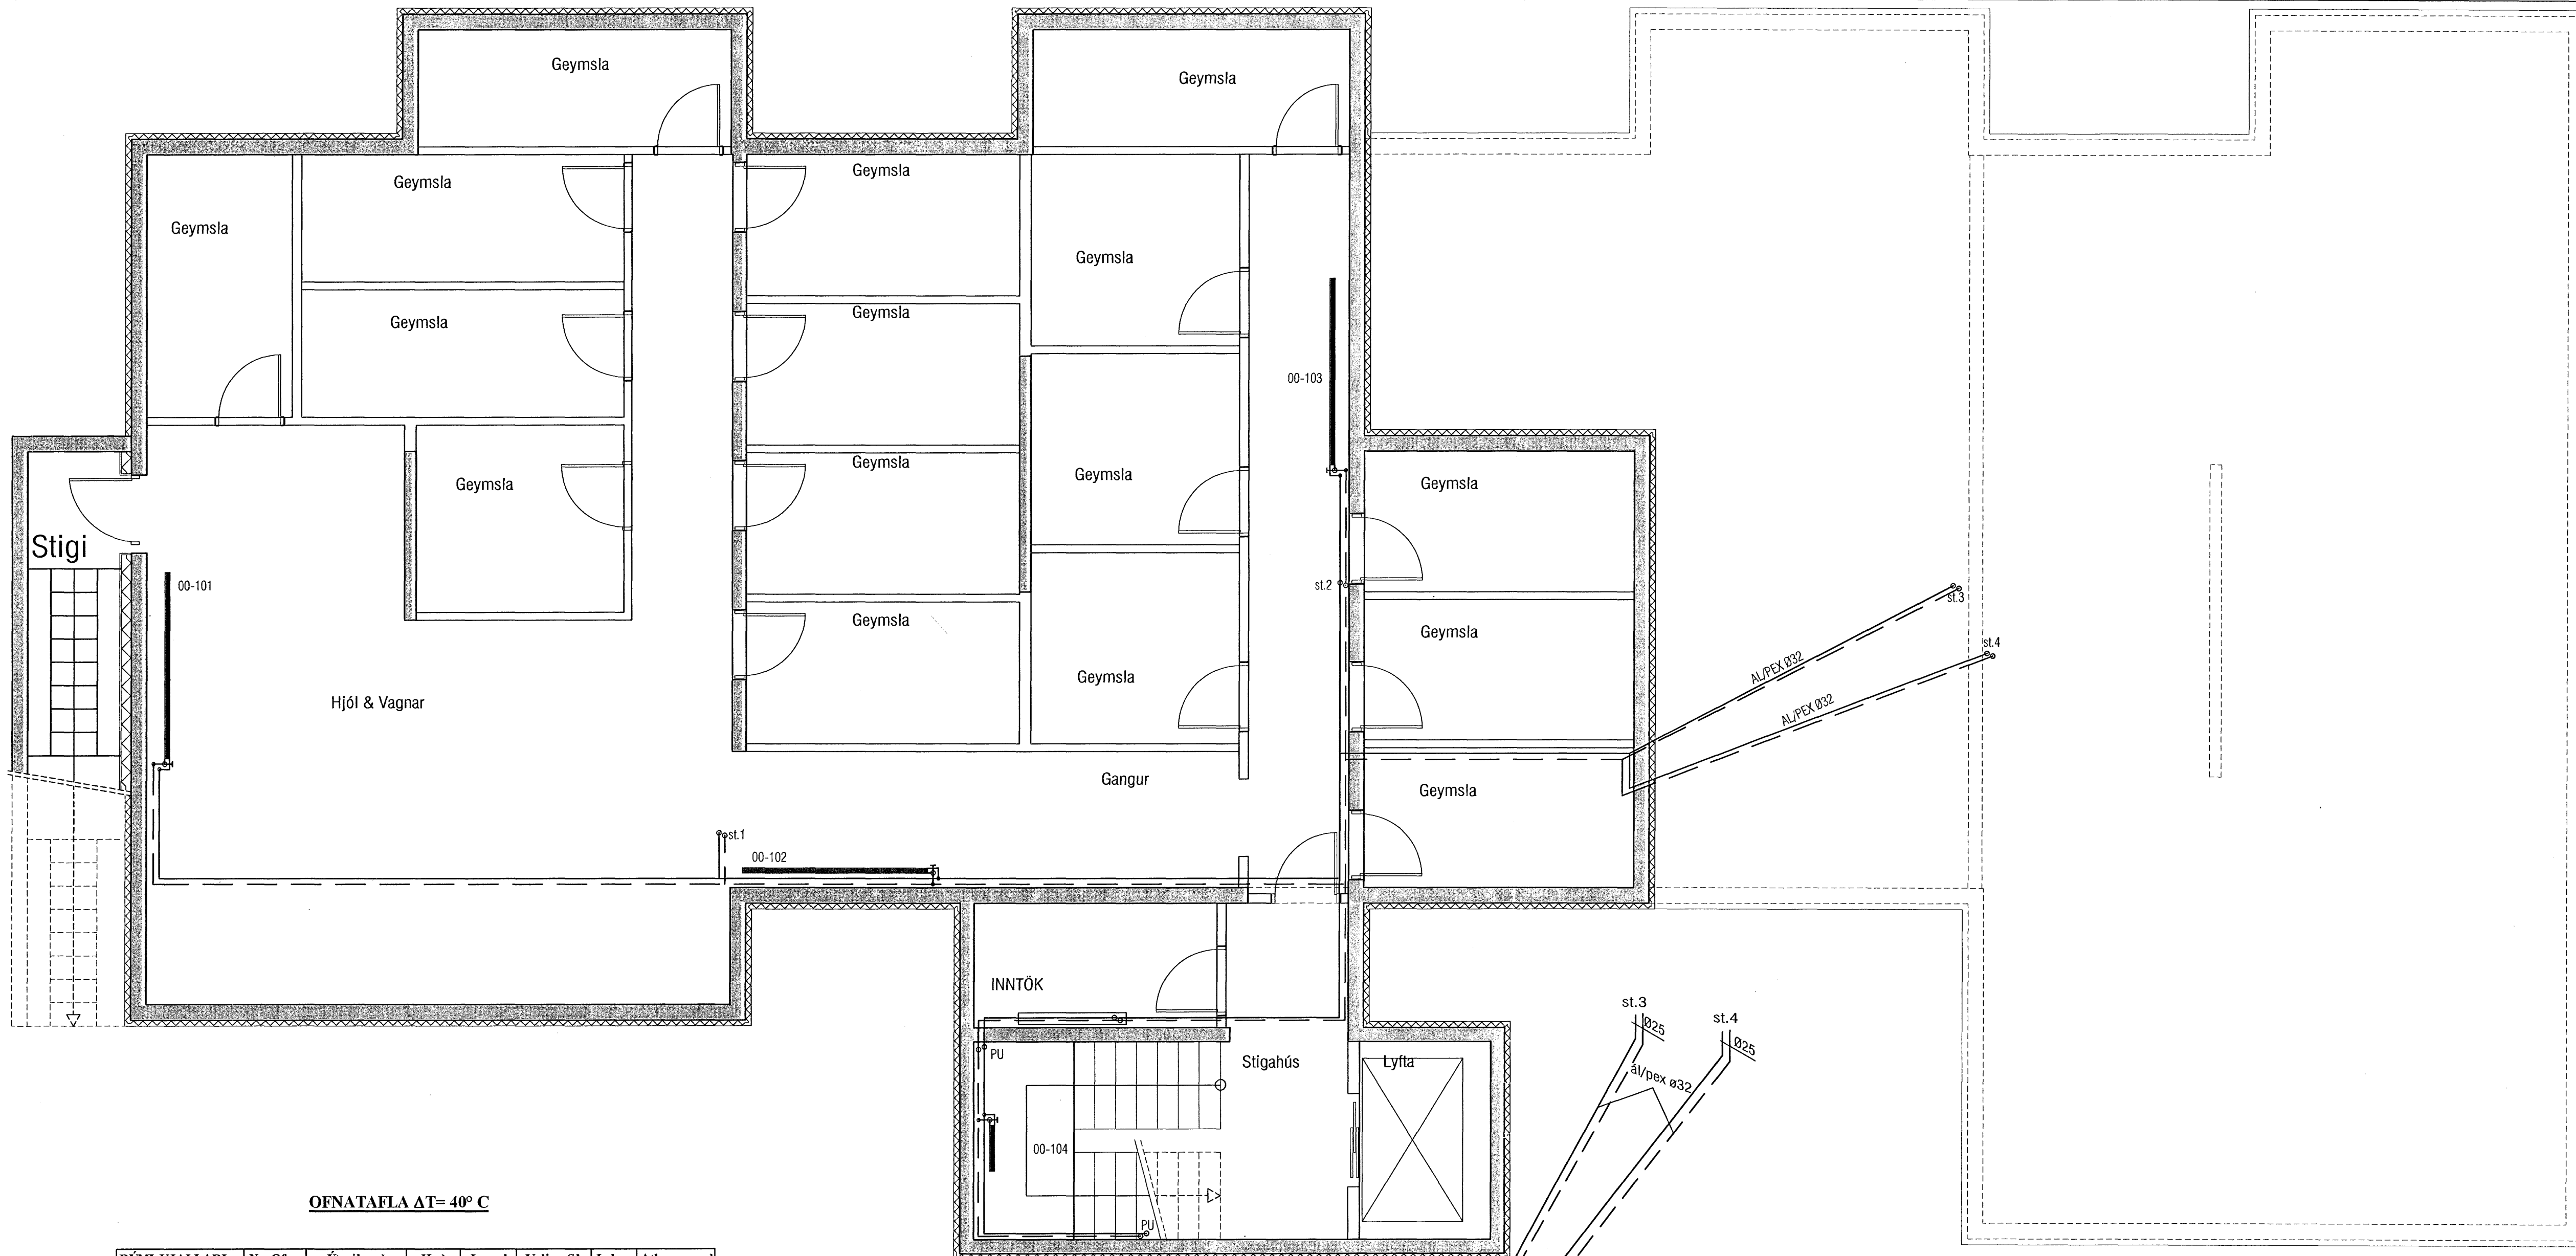 Geymsla
Geymsla
Geymsla
Geymsla
Geymsla
Geymsla
Geymsla
Geymsla
Geymsla
00-103
Geymsla
Geymsla
Geymsla
Geymsla
Stigi
00-101
st.2
st.3
Geymsla
Geymsla
st.4
AL/PEX Ø32
Geymsla
AL/PEX Ø32
Hjól & Vagnar
Gangur
Geymsla
st.1
00-102
INNTÖK
st.3
Ø25
st.4
Ø25
PU
Stigahús
Lyfta
ál/pex ø32
00-104
PU
OFNATAFLA ΔT= 40° C